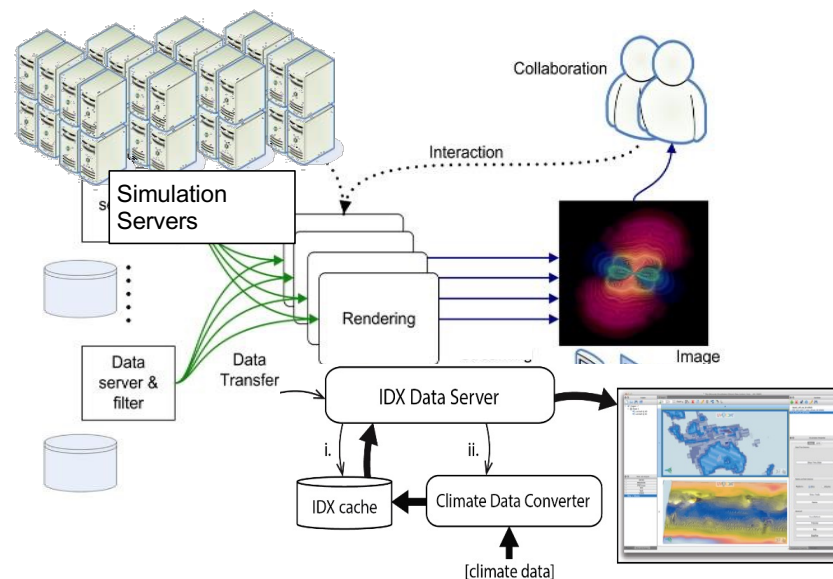 Collaboration
Interaction
Simulation
Servers
se
Rendering
Data
server &
filter
Data
Transfer
Image
IDX Data Server
i.
ii.
IDX cache
Climate Data Converter
[climate data]